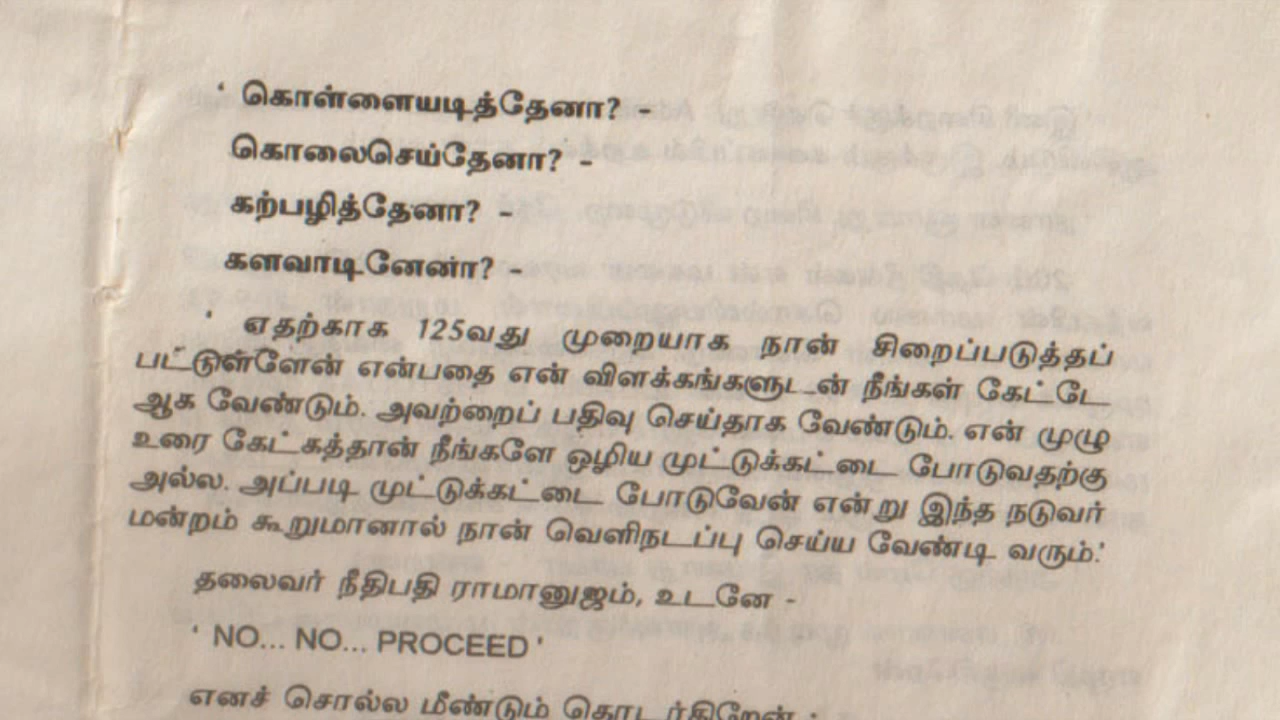 ' கொள்ளையடித்தேனா? -
கொலைசெய்தேனா? -
கற்பழித்தேனா? -
களவாடினேனா? -
' எதற்காக 125வது முறையாக நான் சிறைப்படுத்தப்
பட்டுள்ளேன் என்பதை என் விளக்கங்களுடன் நீங்கள் கேட்டே
ஆக வேண்டும். அவற்றைப் பதிவு செய்தாக வேண்டும். என் முழு
உரை கேட்கத்தான் நீங்களே ஒழிய முட்டுக்கட்டை போடுவதற்கு
அல்ல. அப்படி முட்டுக்கட்டை போடுவேன் என்று இந்த நடுவர்
மன்றம் கூறுமானால் நான் வெளிநடப்பு செய்ய வேண்டி வரும்.'
தலைவர் நீதிபதி ராமானுஜம், உடனே -
' NO... NO... PROCEED '
எனச் சொல்ல மீண்டும் தொடர்கிறேன் :